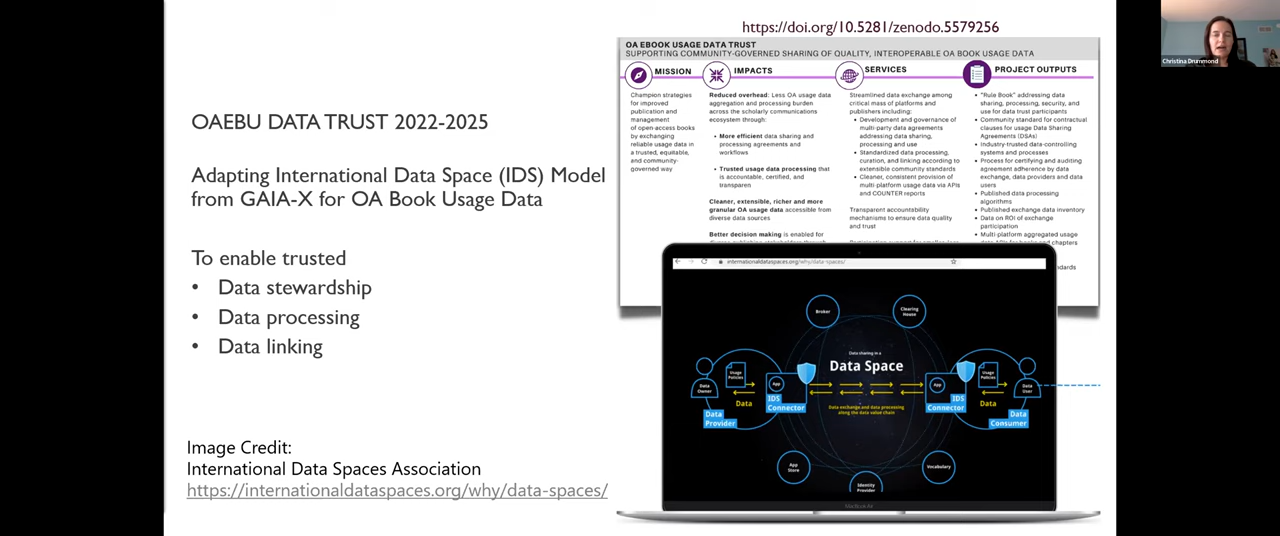 https://doi.org/10.5281/zenodo.5579256
Christina Drummond
OAEBU DATA TRUST 2022-2025
Adapting International Data Space (IDS) Model
from GAIA-X for OA Book Usage Data
To enable trusted
• Data stewardship
• Data processing
• Data linking
Image Credit:
International Data Spaces Association
https://internationaldataspaces.org/why/data-spaces/
OA EBOOK USAGE DATA TRUST
SUPPORTING COMMUNITY-GOVERNED SHARING OF QUALITY, INTEROPERABLE OA BOOK USAGE DATA
MISSION
Champion strategies
for improved
publication and
management
of open-access books
by exchanging
reliable usage data in
a trusted, equitable,
and community-
governed way
IMPACTS
Reduced overhead: Less OA usage data
aggregation and processing burden
across the scholarly communications
ecosystem through:
• More efficient data sharing and
processing agreements and
workflows
• Trusted usage data processing that
is accountable, certified, and
transparen
Cleaner, extensible, richer and more
granular OA usage data accessible from
diverse data sources
Better decision making is enabled for
SERVICES
Streamlined data exchange among
critical mass of platforms and
publishers including:
• Development and governance of
multi-party data agreements
addressing data sharing,
processing and use
• Standardized data processing,
curation, and linking according to
extensible community standards
• Cleaner, consistent provision of
multi-platform usage data via APIs
and COUNTER reports
Transparent accountability
mechanisms to ensure data quality
and trust
PROJECT OUTPUTS
• "Rule Book" addressing data
sharing, processing, security, and
use for data trust participants
• Community standard for contractual
clauses for usage Data Sharing
Agreements (DSAs)
• Industry-trusted data-controlling
systems and processes
• Process for certifying and auditing
agreement adherence by data
exchange, data providers and data
users
• Published data processing
algorithms
• Published exchange data inventory
• Data on ROI of exchange
participation
• Multi-platform aggregated usage
internationaldataspaces.org/why/data-spaces/
Broker
Clearing
House
Data sharing in a
Data Space
Data
Owner
Usage
Policies
Data
App
IDS
Connector
Data
Provider
Data exchange and data processing
along the data value chain
App
IDS
Connector
Usage
Policies
Data
Data
User
Data
Consumer
App
Store
Vocabulary
Identity
Provider
MacBook Air